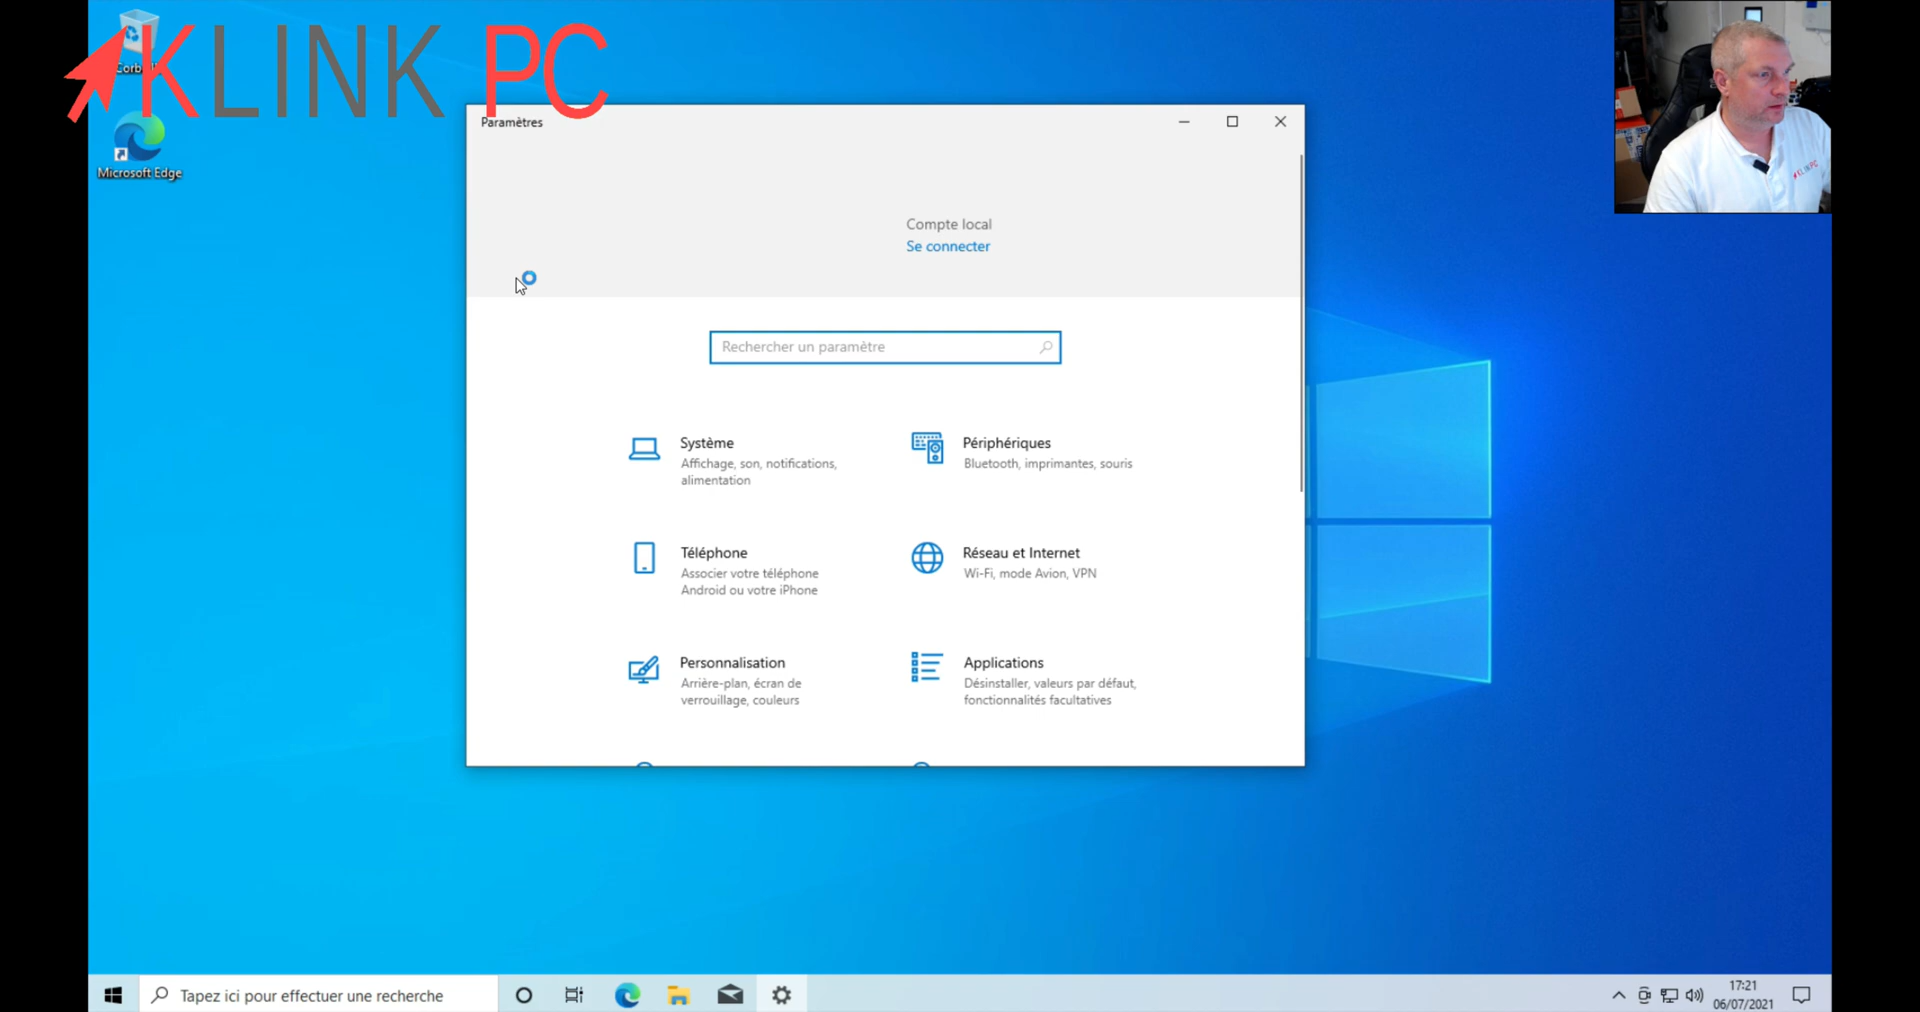 KLINK PC
Microsoft Edge
Paramètres
Compte local
Se connecter
Rechercher un paramètre
Système
Affichage, son, notifications,
alimentation
Périphériques
Bluetooth, imprimantes, souris
Téléphone
Associer votre téléphone
Android ou votre iPhone
Réseau et Internet
Wi-Fi, mode Avion, VPN
Personnalisation
Arrière-plan, écran de
verrouillage, couleurs
Applications
Désinstaller, valeurs par défaut,
fonctionnalités facultatives
KLINK PC
Tapez ici pour effectuer une recherche
17:21
06/07/2021